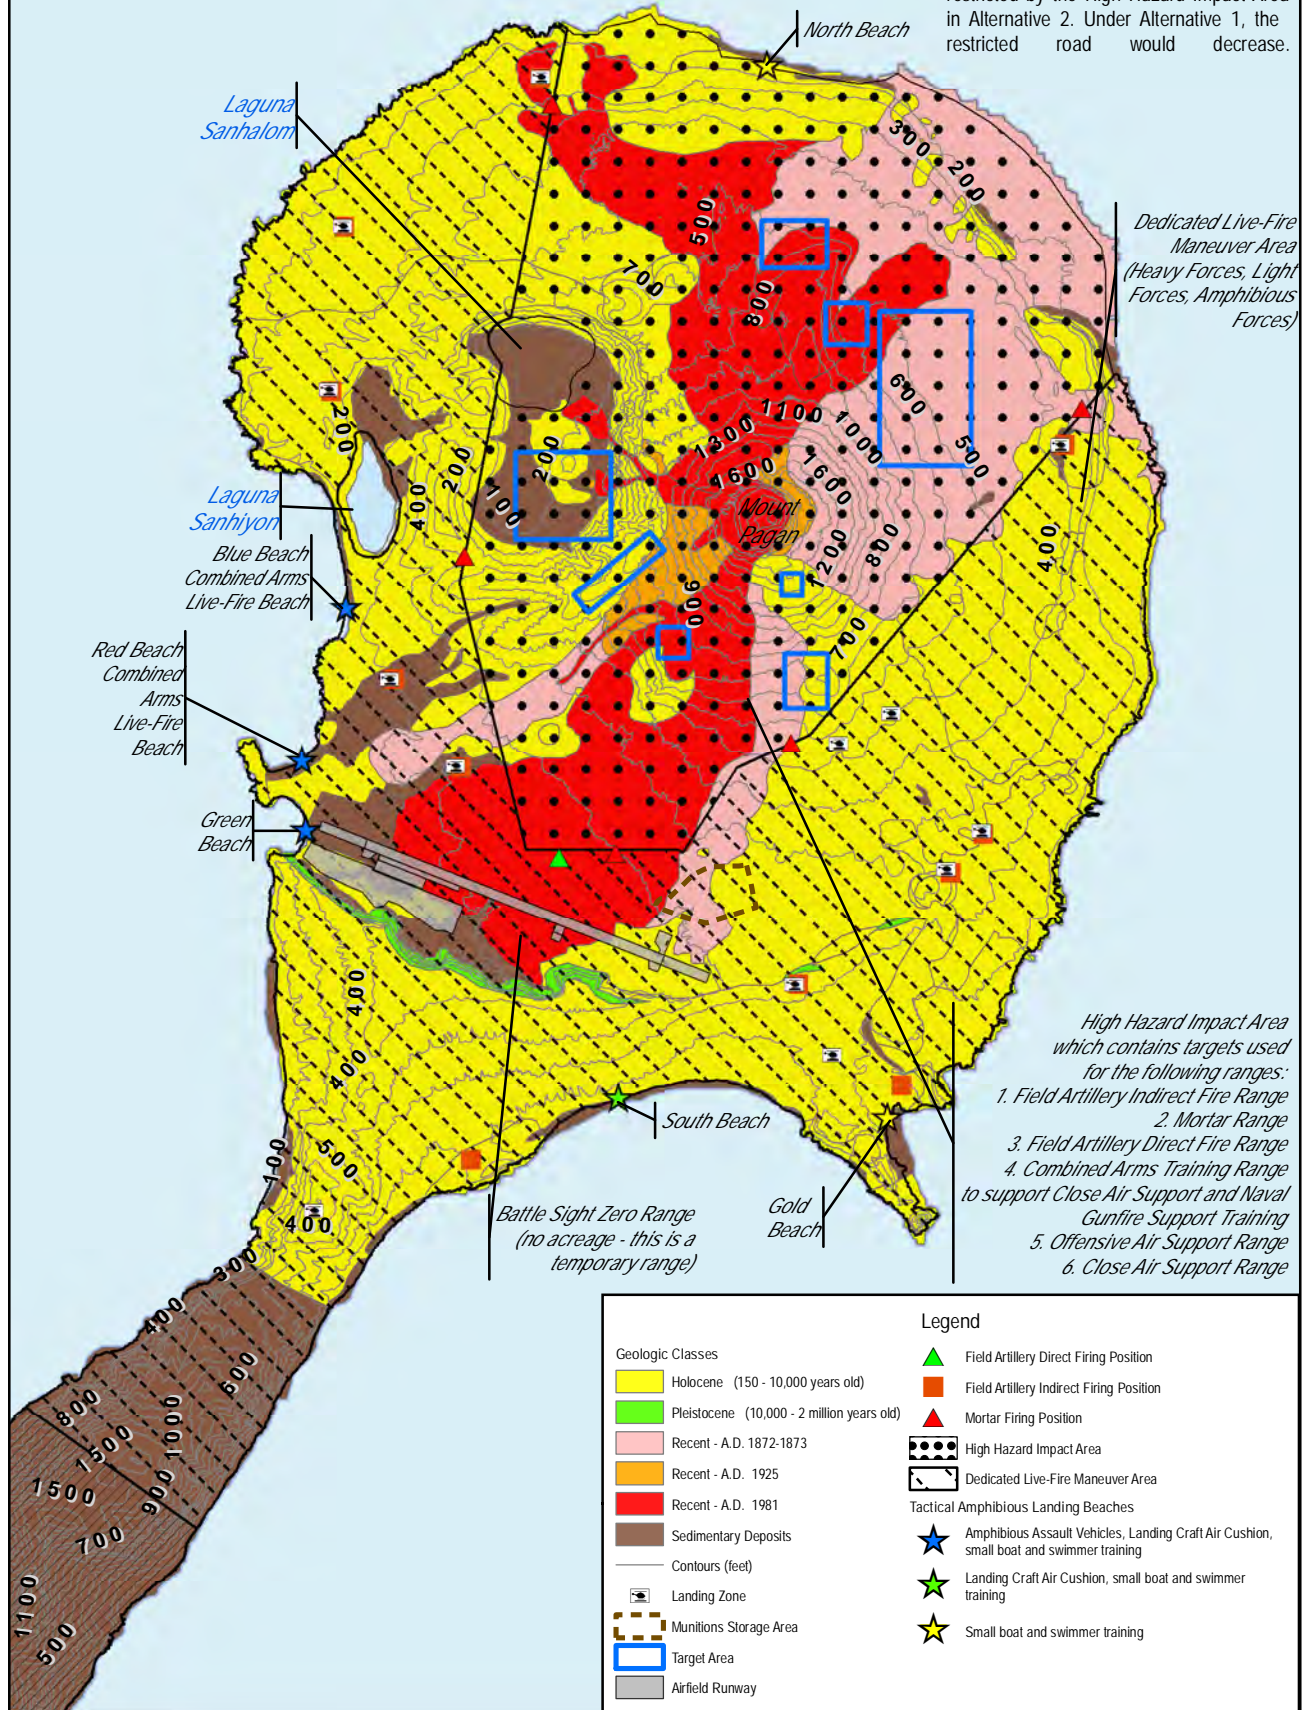 in Alternative 2. Under Alternative 1, the
restricted road would decrease.
North Beach
Laguna
Sanhalom
Dedicated Live-Fire
Maneuver Area
(Heavy Forces, Light
Forces, Amphibious
Forces)
300
200
500
700
800
600
500
1100
1000
1300
1600
1600
Mount
Pagan
1200
800
400
200
200
200
400
100
900
700
Laguna
Sanhiyon
Blue Beach
Combined Arms
Live-Fire Beach
Red Beach
Combined
Arms
Live-Fire
Beach
Green
Beach
400
400
500
100
400
300
400
600
800
1000
1500
1500
900
700
1100
500
South Beach
Gold
Beach
Battle Sight Zero Range
(no acreage - this is a
temporary range)
High Hazard Impact Area
which contains targets used
for the following ranges:
1. Field Artillery Indirect Fire Range
2. Mortar Range
3. Field Artillery Direct Fire Range
4. Combined Arms Training Range
to support Close Air Support and Naval
Gunfire Support Training
5. Offensive Air Support Range
6. Close Air Support Range
Legend
Geologic Classes
Holocene (150 - 10,000 years old)
Pleistocene (10,000 - 2 million years old)
Recent - A.D. 1872-1873
Recent - A.D. 1925
Recent - A.D. 1981
Sedimentary Deposits
Contours (feet)
Landing Zone
Munitions Storage Area
Target Area
Airfield Runway
Field Artillery Direct Firing Position
Field Artillery Indirect Firing Position
Mortar Firing Position
High Hazard Impact Area
Dedicated Live-Fire Maneuver Area
Tactical Amphibious Landing Beaches
Amphibious Assault Vehicles, Landing Craft Air Cushion,
small boat and swimmer training
Landing Craft Air Cushion, small boat and swimmer
training
Small boat and swimmer training